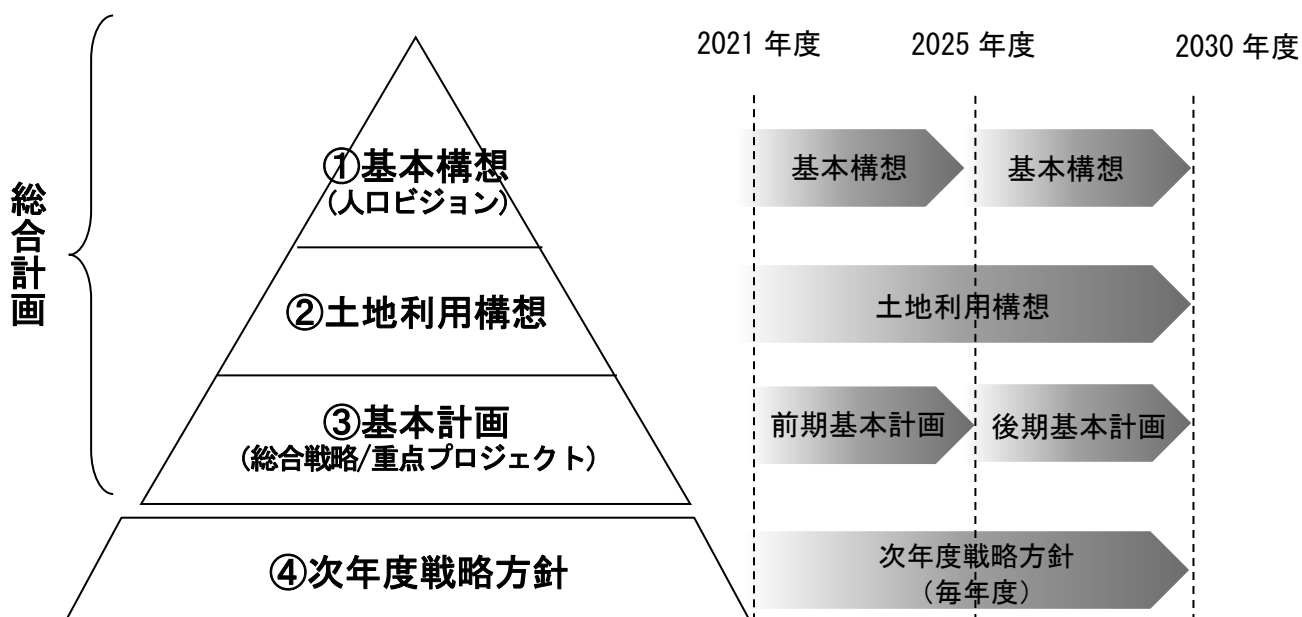 総合計画
①基本構想
(人口ビジョン)
②土地利用構想
③基本計画
(総合戦略/重点プロジェクト)
④次年度戦略方針
2021 年度
2025 年度
2030 年度
基本構想
基本構想
土地利用構想
前期基本計画
後期基本計画
次年度戦略方針
(毎年度)